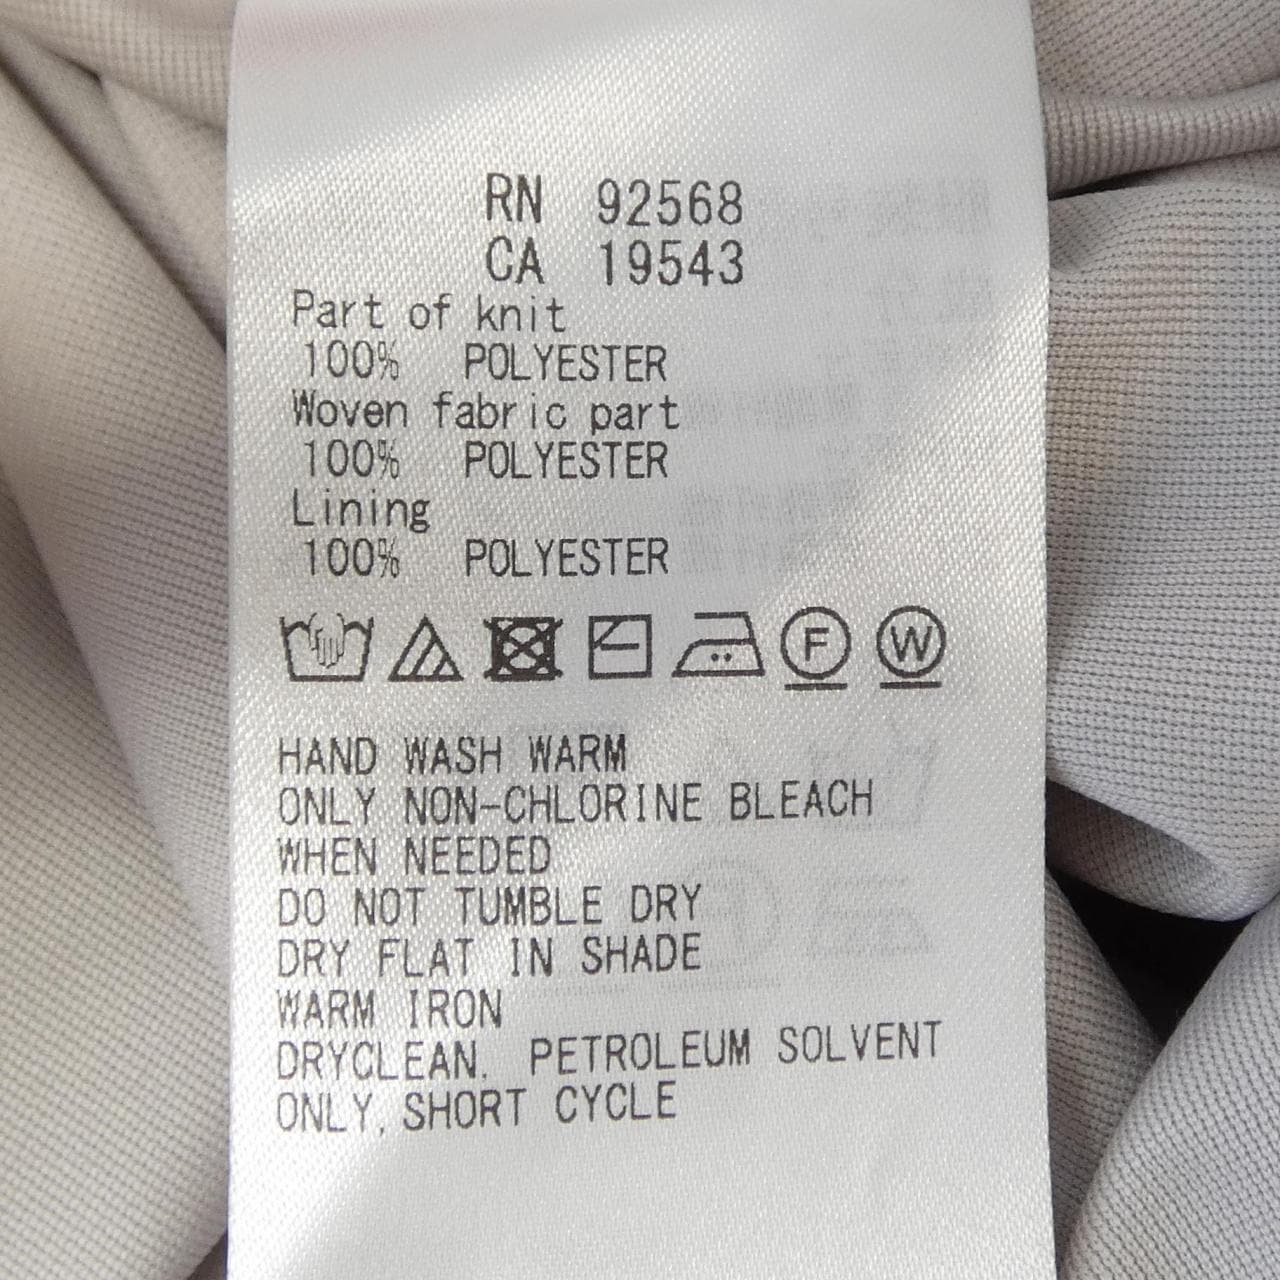 RN 92568
CA 19543
Part of knit
100% POLYESTER
Woven fabric part
100% POLYESTER
Lining
100% POLYESTER
F W
HAND WASH WARM
ONLY NON-CHLORINE BLEACH
WHEN NEEDED
DO NOT TUMBLE DRY
DRY FLAT IN SHADE
WARM IRON
DRYCLEAN. PETROLEUM SOLVENT
ONLY, SHORT CYCLE